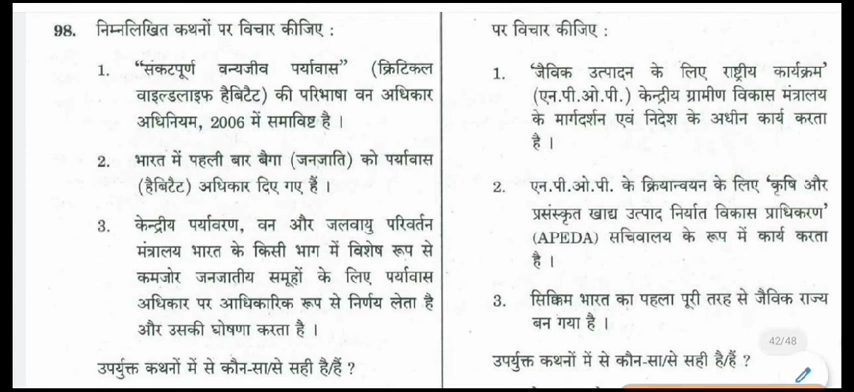 98. निम्नलिखित कथनों पर विचार कीजिए :
1. “संकटपूर्ण वन्यजीव पर्यावास” (क्रिटिकल
वाइल्डलाइफ हैबिटैट) की परिभाषा वन अधिकार
अधिनियम, 2006 में समाविष्ट है ।
2. भारत में पहली बार बैगा (जनजाति) को पर्यावास
(हैबिटैट) अधिकार दिए गए हैं ।
3. केन्द्रीय पर्यावरण, वन और जलवायु परिवर्तन
मंत्रालय भारत के किसी भाग में विशेष रूप से
कमजोर जनजातीय समूहों के लिए पर्यावास
अधिकार पर आधिकारिक रूप से निर्णय लेता है
और उसकी घोषणा करता है ।
उपर्युक्त कथनों में से कौन-सा/से सही है/हैं ?
पर विचार कीजिए :
1. ‘जैविक उत्पादन के लिए राष्ट्रीय कार्यक्रम’
(एन.पी.ओ.पी.) केन्द्रीय ग्रामीण विकास मंत्रालय
के मार्गदर्शन एवं निदेश के अधीन कार्य करता
है ।
2. एन.पी.ओ.पी. के क्रियान्वयन के लिए ‘कृषि और
प्रसंस्कृत खाद्य उत्पाद निर्यात विकास प्राधिकरण’
(APEDA) सचिवालय के रूप में कार्य करता
है ।
3. सिक्किम भारत का पहला पूरी तरह से जैविक राज्य
बन गया है ।
42/48
उपर्युक्त कथनों में से कौन-सा/से सही है/हैं ?